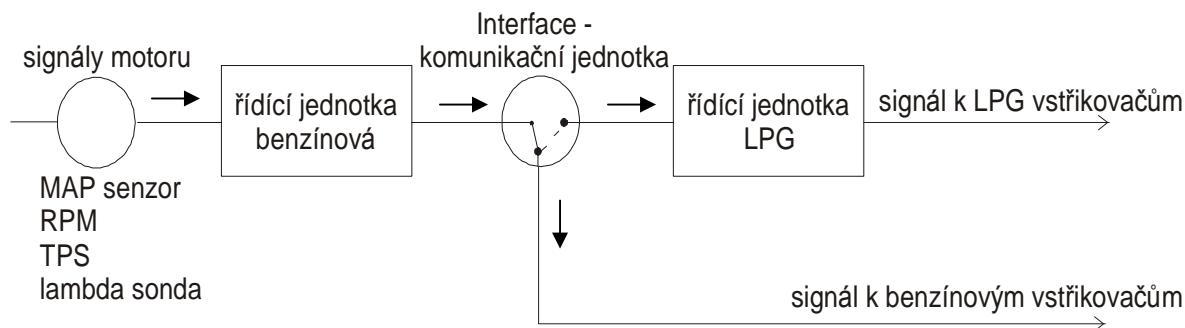 signály motoru
MAP senzor
RPM
TPS
lambda sonda
řídící jednotka
benzínová
Interface -
komunikační jednotka
řídící jednotka
LPG
signál k LPG vstřikovačům
signál k benzínovým vstřikovačům